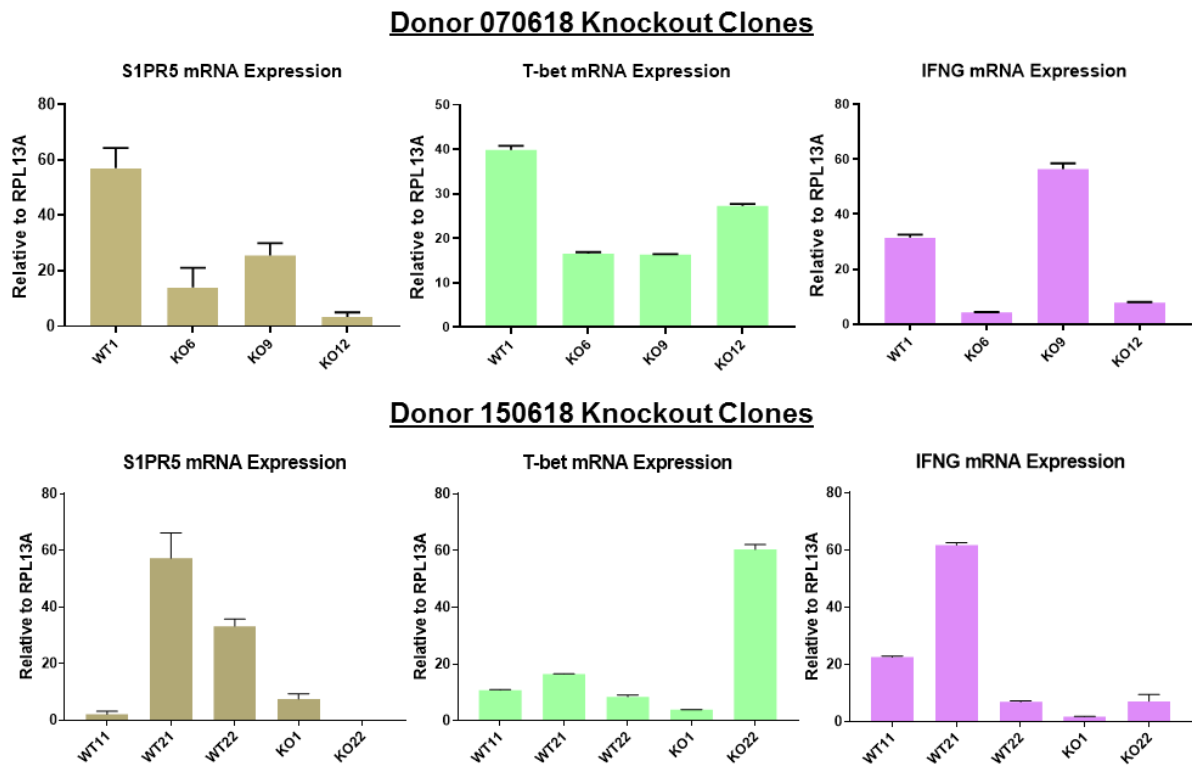 Donor 070618 Knockout Clones
S1PR5 mRNA Expression
Relative to RPL13A
80
60
40
20
0
WT1
KO6
KO9
KO12
T-bet mRNA Expression
Relative to RPL13A
50
40
30
20
10
0
WT1
KO6
KO9
KO12
IFNG mRNA Expression
Relative to RPL13A
80
60
40
20
0
WT1
KO6
KO9
KO12
Donor 150618 Knockout Clones
S1PR5 mRNA Expression
Relative to RPL13A
80
60
40
20
0
WT11
WT21
WT22
KO1
KO22
T-bet mRNA Expression
Relative to RPL13A
80
60
40
20
0
WT11
WT21
WT22
KO1
KO22
IFNG mRNA Expression
Relative to RPL13A
80
60
40
20
0
WT11
WT21
WT22
KO1
KO22